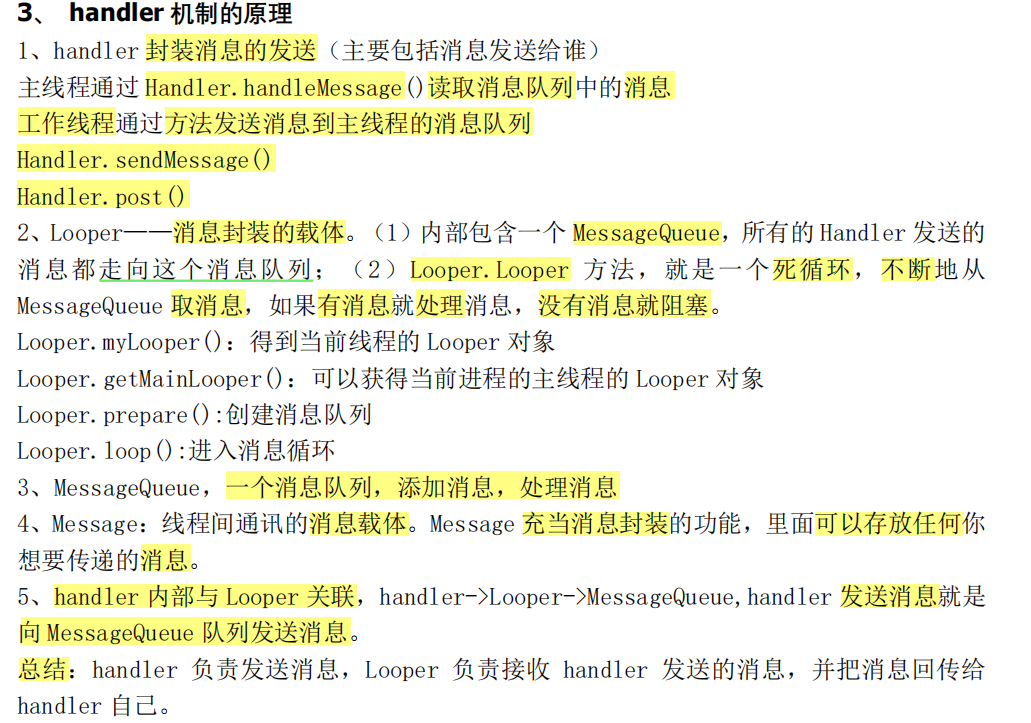 3、 handler 机制的原理
1、handler 封装消息的发送（主要包括消息发送给谁）
主线程通过 Handler.handleMessage()读取消息队列中的消息
工作线程通过方法发送消息到主线程的消息队列
Handler.sendMessage()
Handler.post()
2、Looper——消息封装的载体。（1）内部包含一个 MessageQueue，所有的 Handler 发送的
消息都走向这个消息队列；（2）Looper.Looper 方法，就是一个死循环，不断地从
MessageQueue 取消息，如果有消息就处理消息，没有消息就阻塞。
Looper.myLooper()：得到当前线程的 Looper 对象
Looper.getMainLooper()：可以获得当前进程的主线程的 Looper 对象
Looper.prepare():创建消息队列
Looper.loop():进入消息循环
3、MessageQueue，一个消息队列，添加消息，处理消息
4、Message：线程间通讯的消息载体。Message 充当消息封装的功能，里面可以存放任何你
想要传递的消息。
5、handler 内部与 Looper 关联，handler->Looper->MessageQueue,handler 发送消息就是
向 MessageQueue 队列发送消息。
总结：handler 负责发送消息，Looper 负责接收 handler 发送的消息，并把消息回传给
handler 自己。